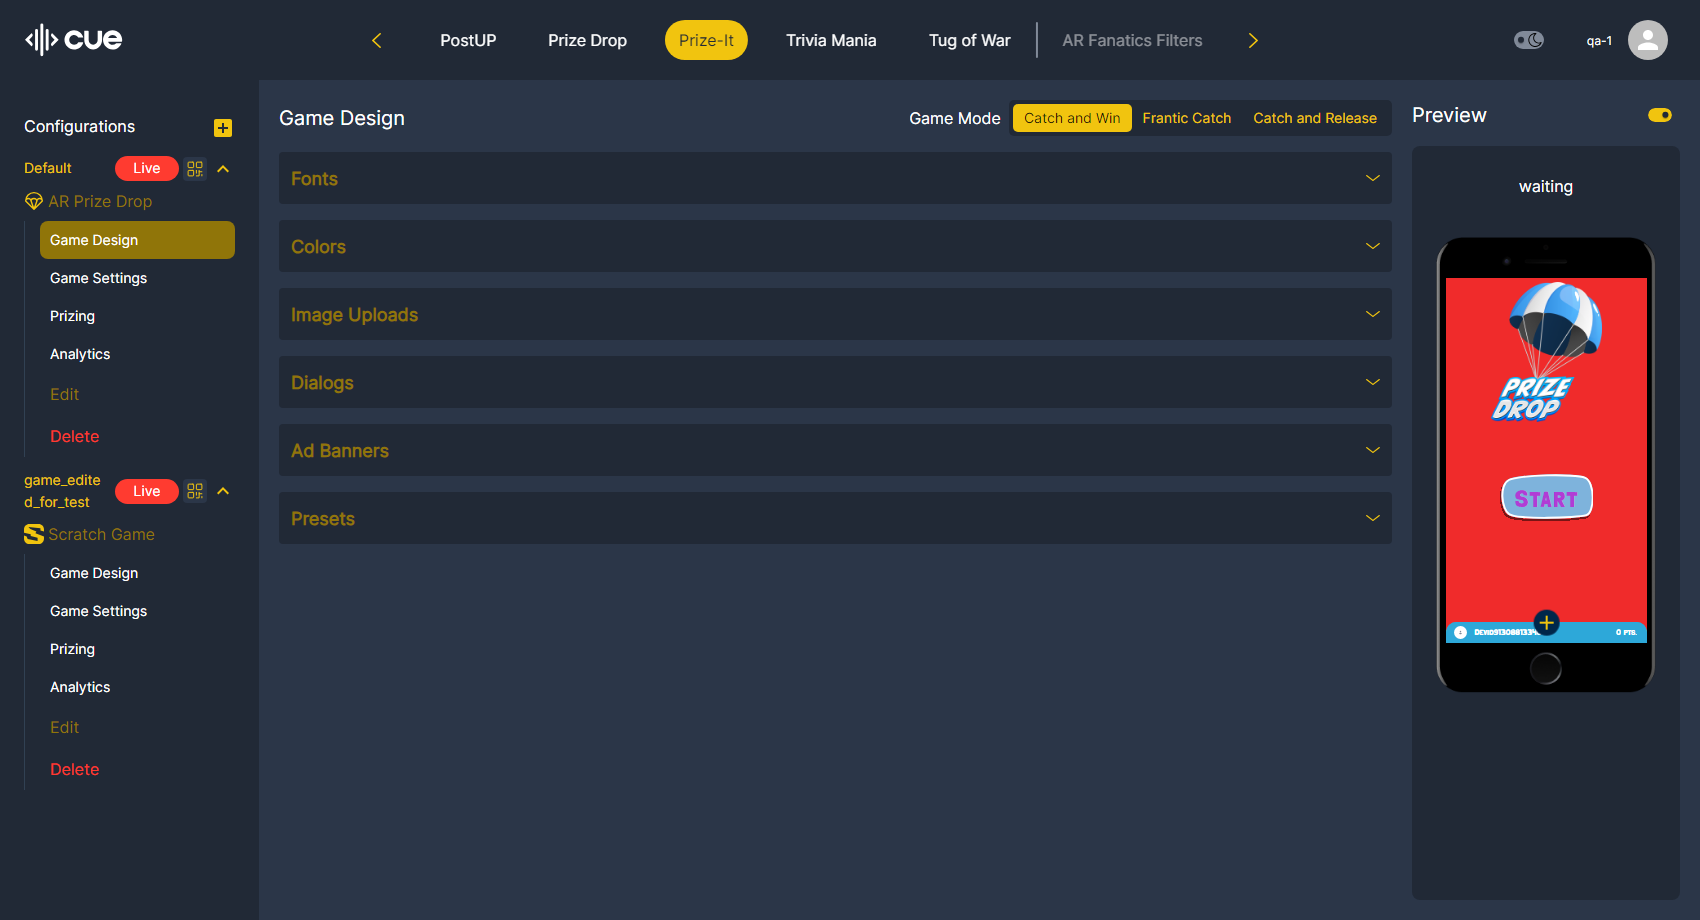 cue
PostUP
Prize Drop
Prize-It
Trivia Mania
Tug of War
AR Fanatics Filters
qa-1
Configurations
Default
Live
AR Prize Drop
Game Design
Game Settings
Prizing
Analytics
Edit
Delete
game_edite
d_for_test
Live
Scratch Game
Game Design
Game Settings
Prizing
Analytics
Edit
Delete
Game Design
Game Mode
Catch and Win
Frantic Catch
Catch and Release
Fonts
Colors
Image Uploads
Dialogs
Ad Banners
Presets
Preview
waiting
PRIZE
DROP
START
0 PTS.